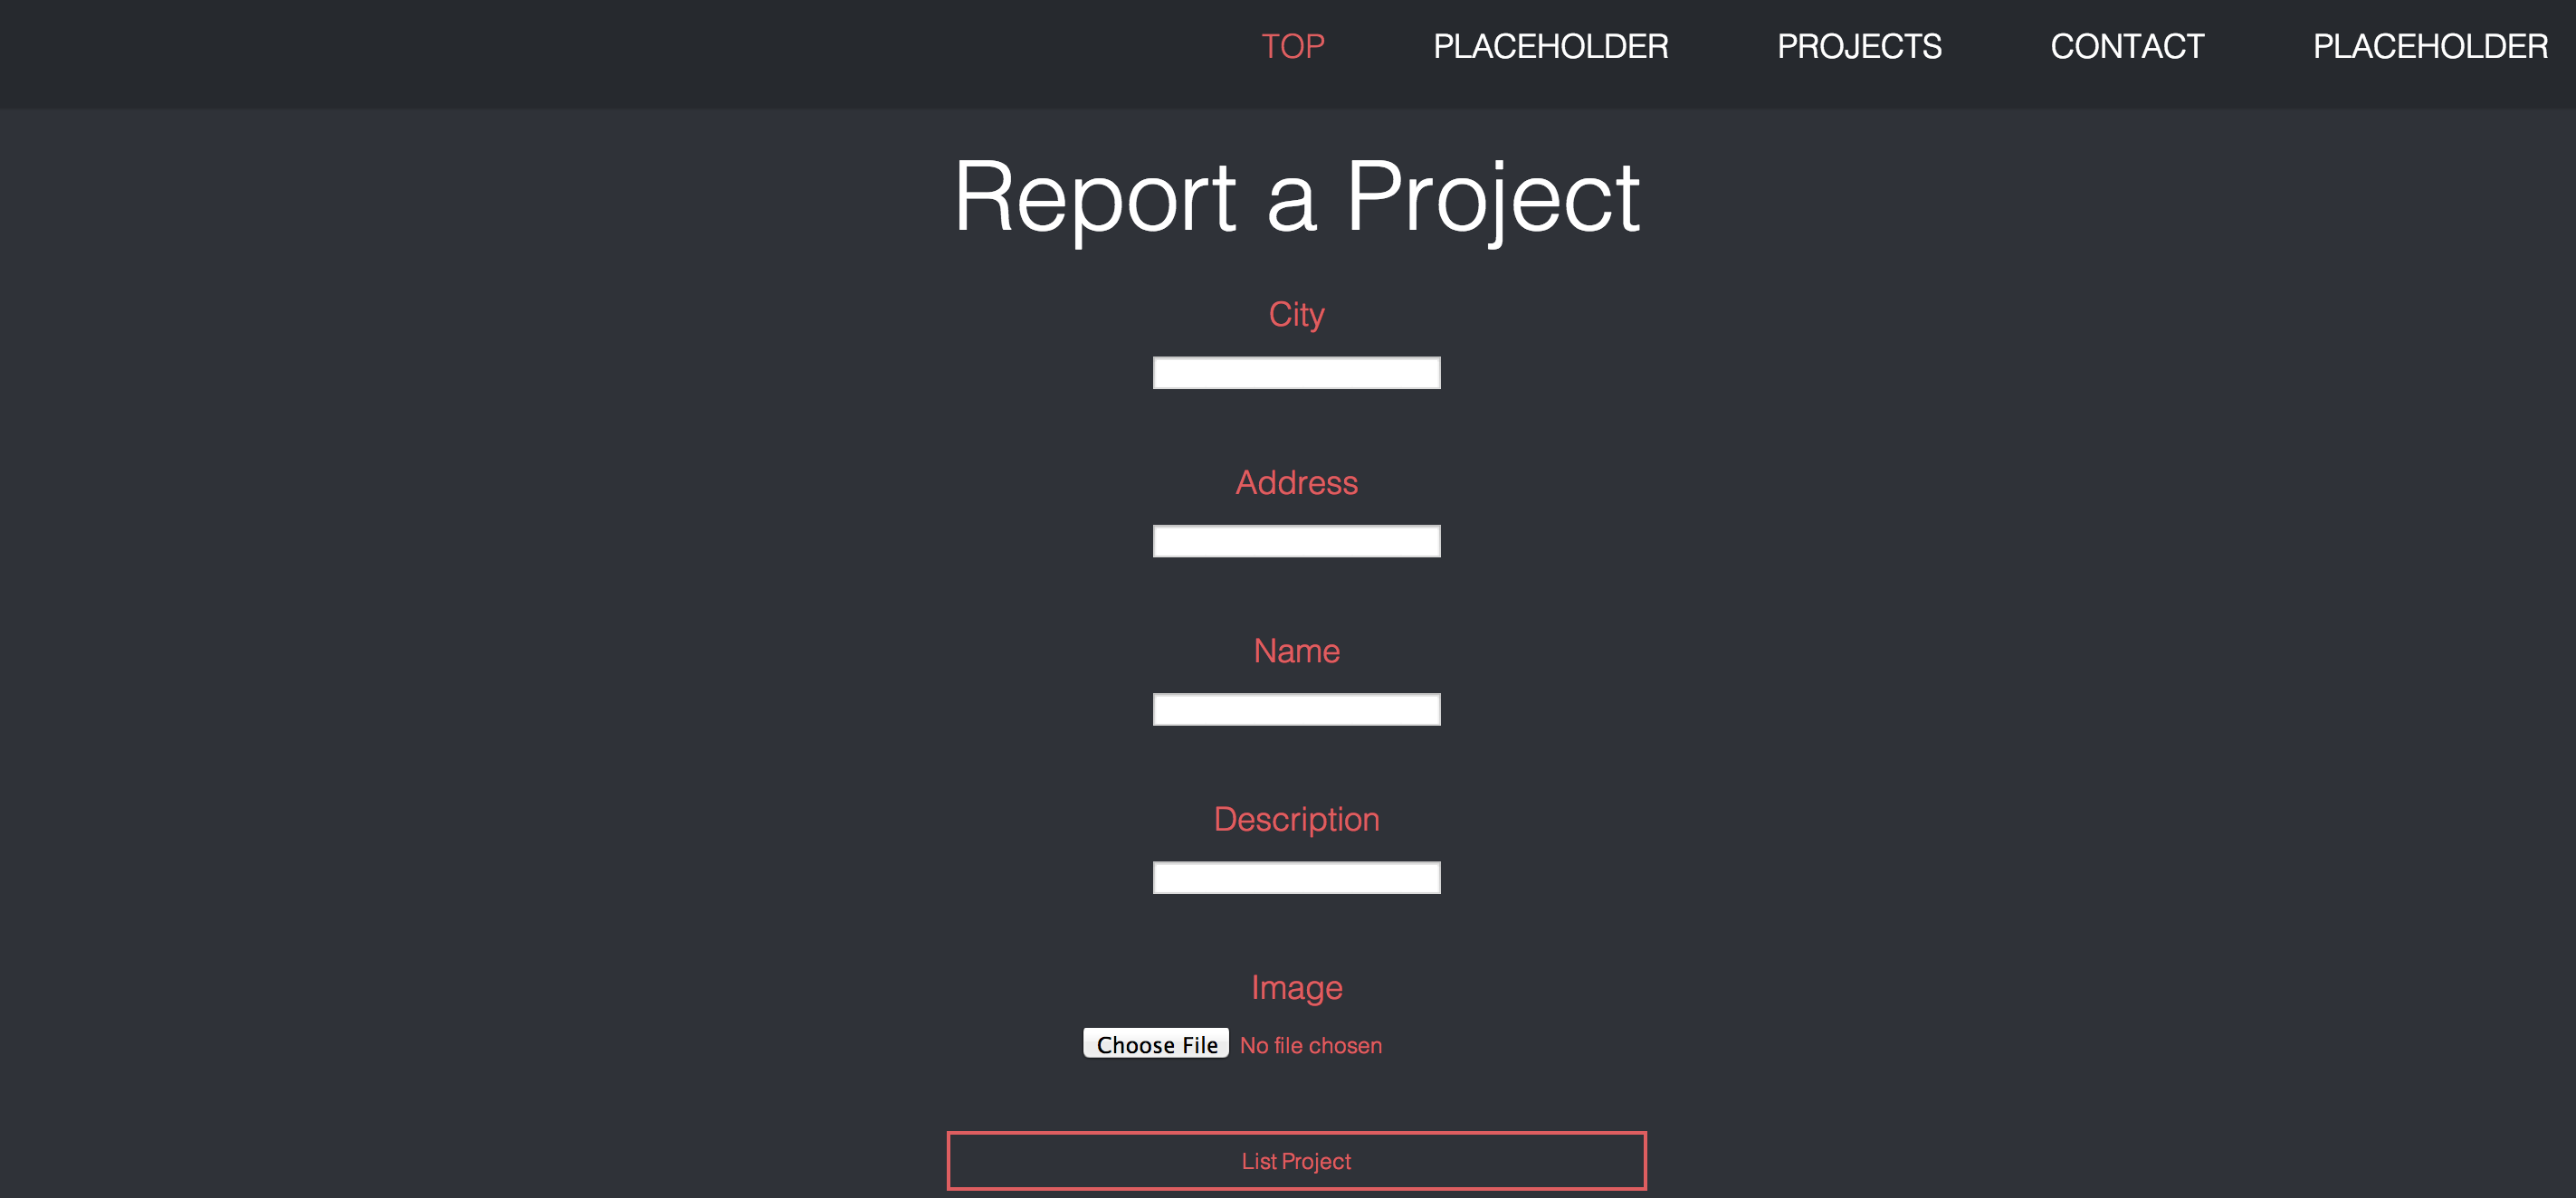 TOP PLACEHOLDER PROJECTS CONTACT PLACEHOLDER
Report a Project
City
Address
Name
Description
Image
Choose File No file chosen
List Project